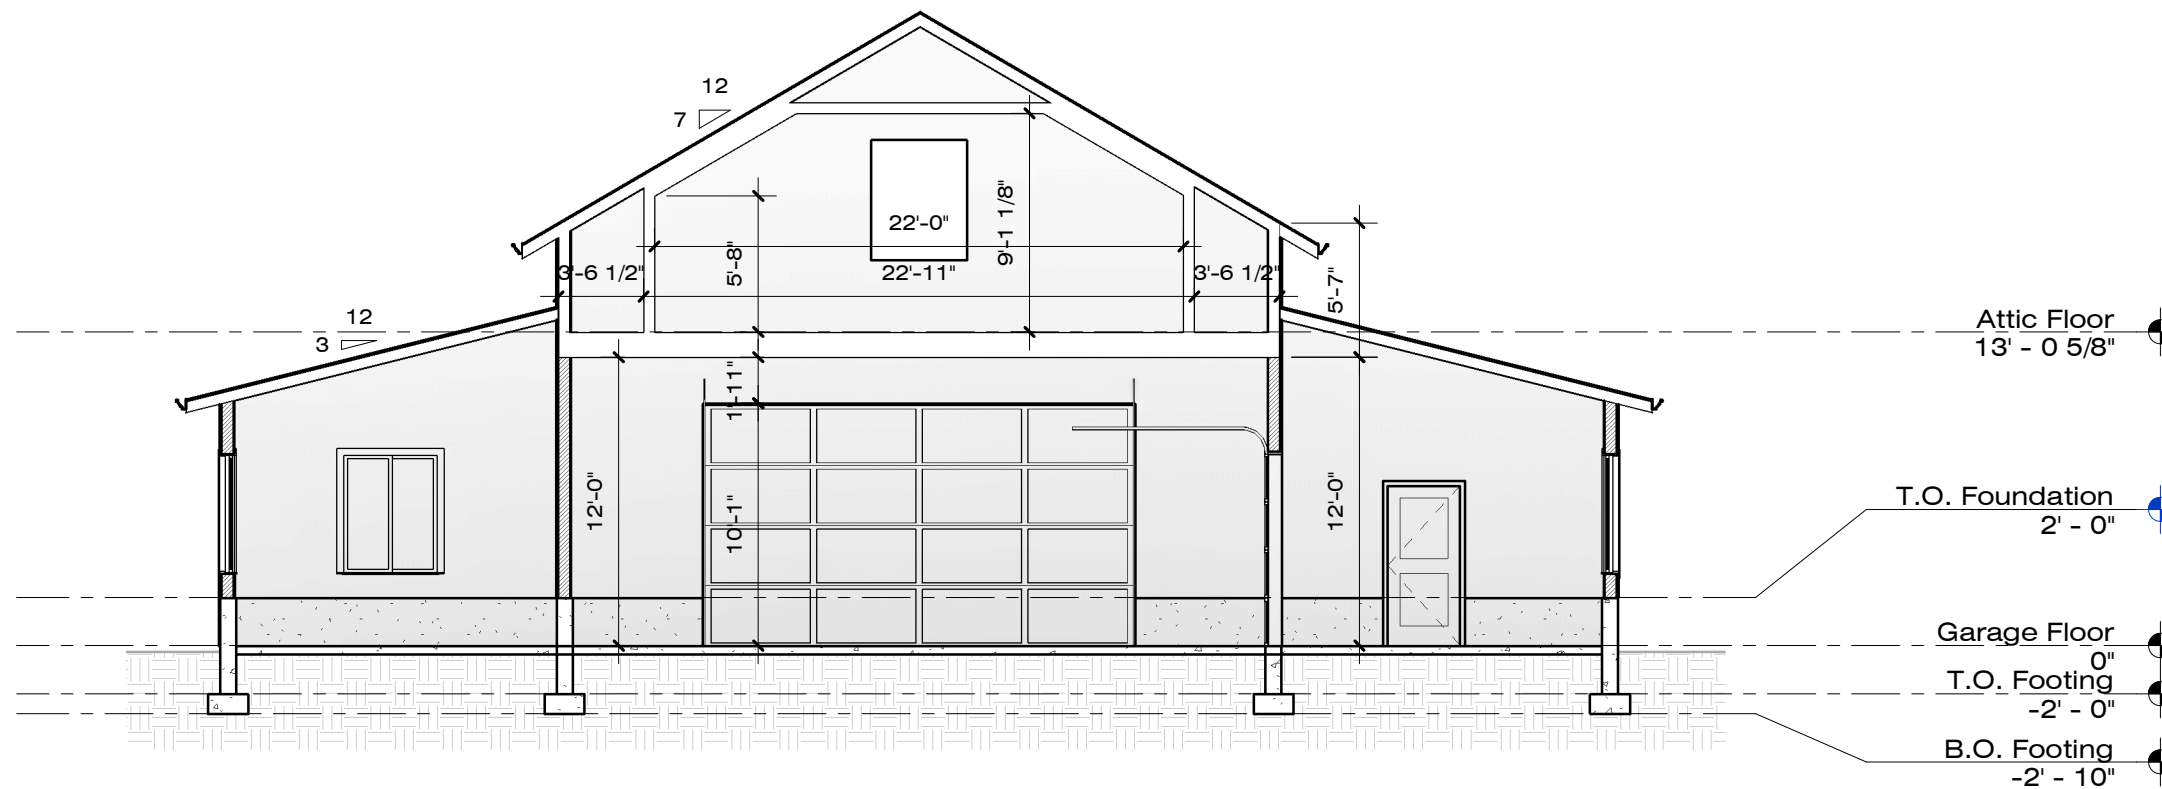 12
7
22'-0"
9'-1 1/8"
5'-8"
3'-6 1/2"
22'-11"
3'-6 1/2"
5'-7"
12
3
Attic Floor
13' - 0 5/8"
1'-11"
12'-0"
10'-1"
12'-0"
T.O. Foundation
2' - 0"
Garage Floor
0"
T.O. Footing
-2' - 0"
B.O. Footing
-2' - 10"